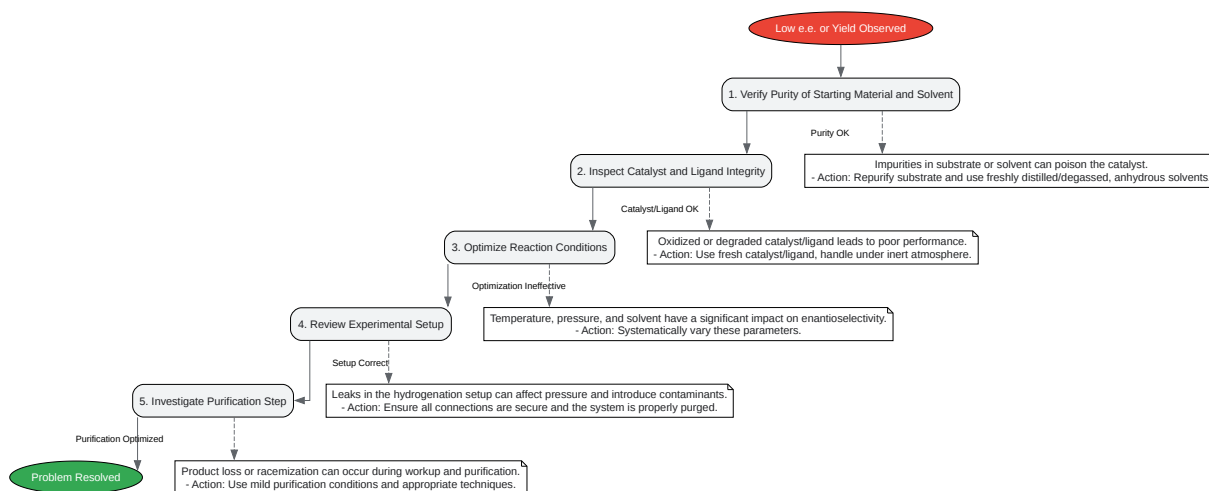 Low e.e. or Yield Observed
1. Verify Purity of Starting Material and Solvent
Purity OK
Impurities in substrate or solvent can poison the catalyst.
- Action: Repurify substrate and use freshly distilled/degassed, anhydrous solvents
2. Inspect Catalyst and Ligand Integrity
Catalyst/Ligand OK
Oxidized or degraded catalyst/ligand leads to poor performance.
- Action: Use fresh catalyst/ligand, handle under inert atmosphere.
3. Optimize Reaction Conditions
Optimization Ineffective
Temperature, pressure, and solvent have a significant impact on enantioselectivity.
- Action: Systematically vary these parameters.
4. Review Experimental Setup
Setup Correct
Leaks in the hydrogenation setup can affect pressure and introduce contaminants.
- Action: Ensure all connections are secure and the system is properly purged.
5. Investigate Purification Step
Purification Optimized
Product loss or racemization can occur during workup and purification.
- Action: Use mild purification conditions and appropriate techniques.
Problem Resolved